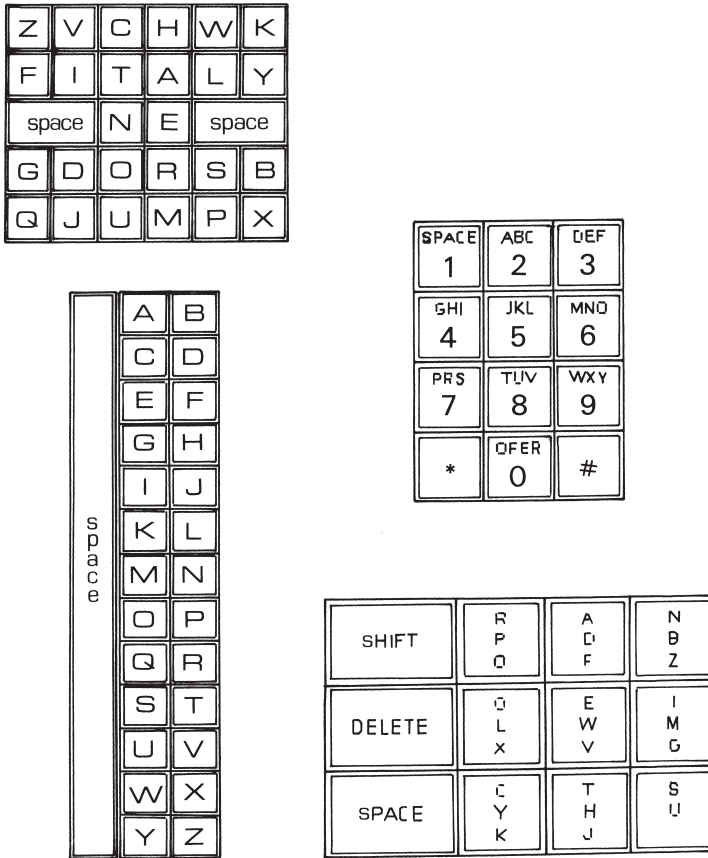 Z V C H W K
F I T A L Y
space N E space
G D O R S B
Q J U M P X
SPACE ABC DEF
1 2 3
GHI JKL MNO
4 5 6
PRS TUV WXY
7 8 9
OFER
* 0 #
space
A B
C D
E F
G H
I J
K L
M N
O P
Q R
S T
U V
W X
Y Z
SHIFT
R A N
P D B
Q F Z
DELETE
O E I
L W M
X V G
SPACE
C T S
Y H U
K J